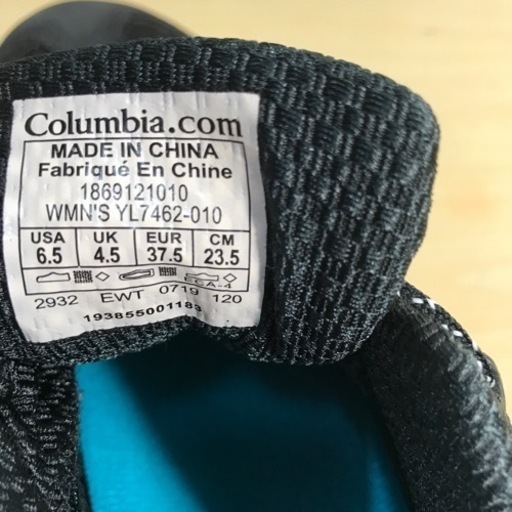 Columbia.com
MADE IN CHINA
Fabriqué En Chine
1869121010
WMN'S YL7462-010
USA UK EUR CM
6.5 4.5 37.5 23.5
2932 EWT 0719 120
193855001183